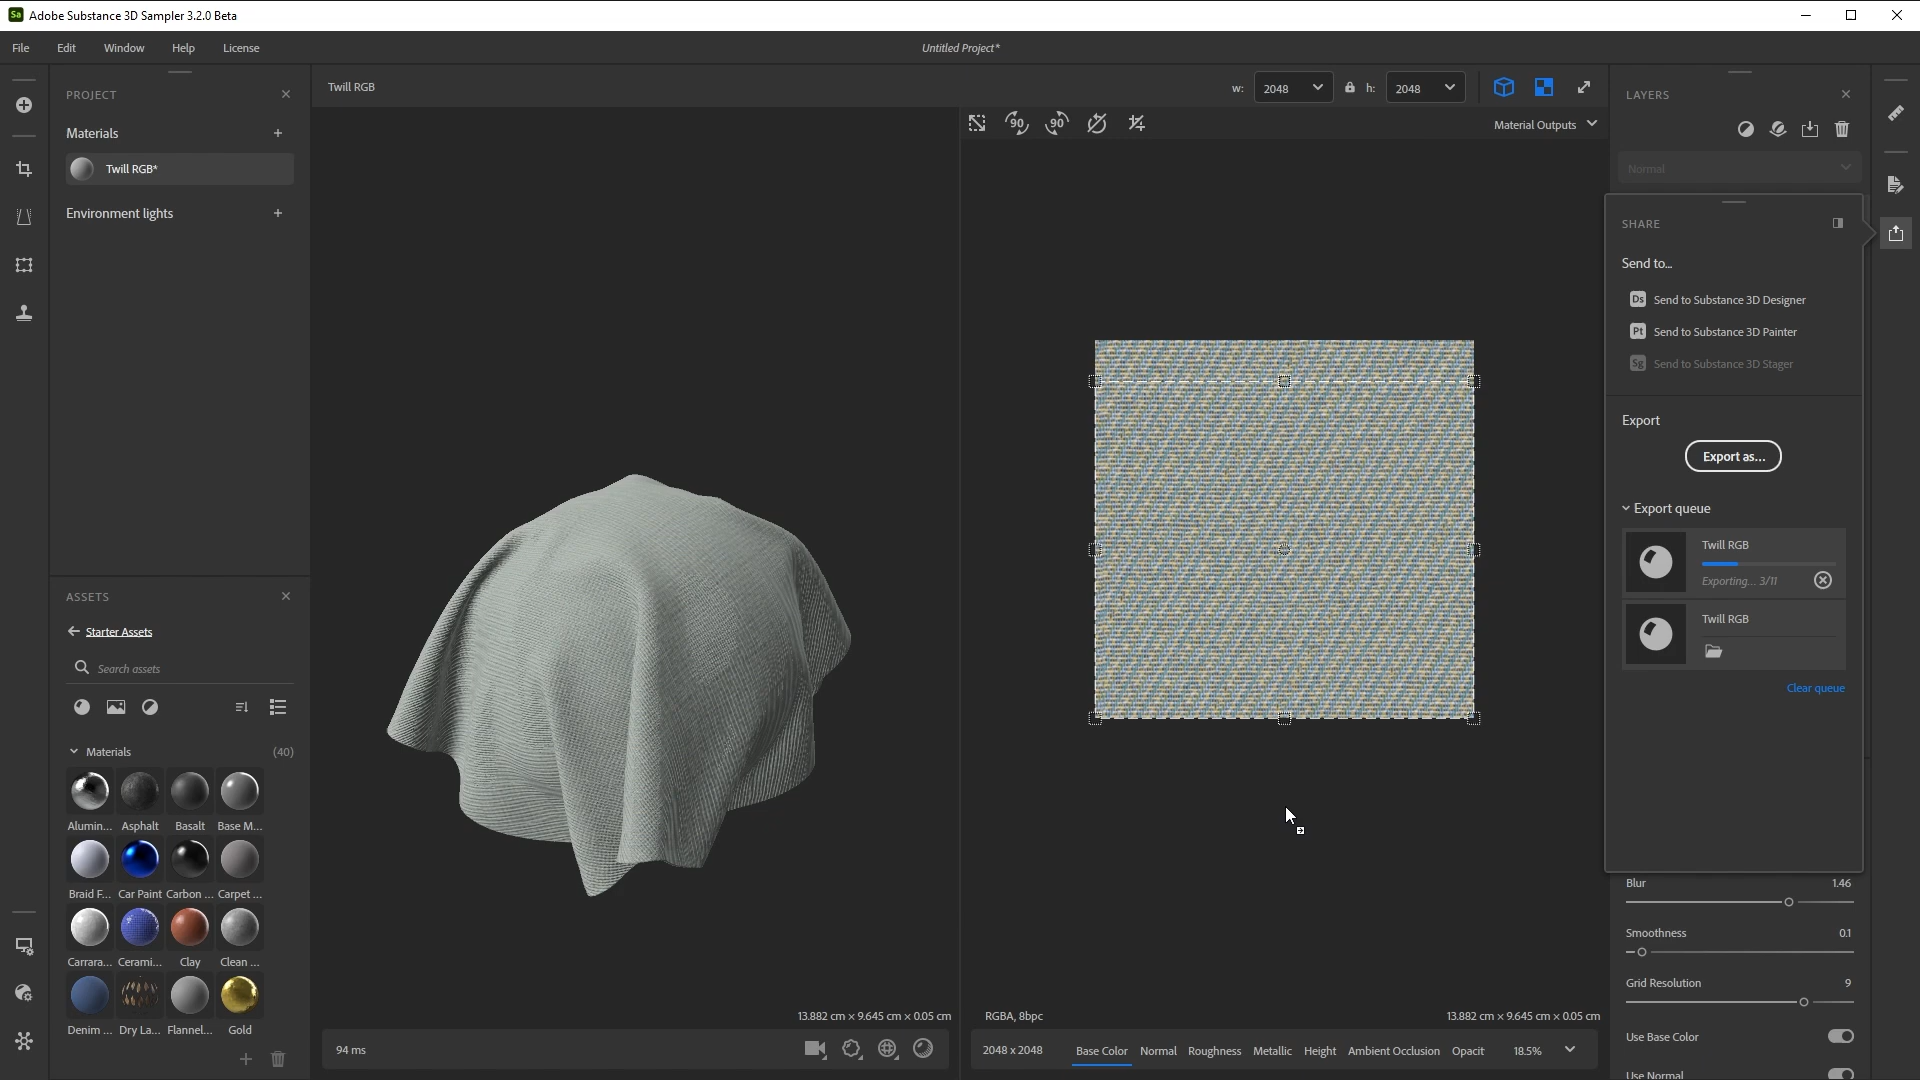 Sa Adobe Substance 3D Sampler 3.2.0 Beta
File Edit Window Help License
Untitled Project*
PROJECT
Materials
Twill RGB*
Environment lights
ASSETS
Starter Assets
Search assets
Materials (40)
Alumin... Asphalt Basalt Base M...
Braid F... Car Paint Carbon ... Carpet ...
Carrara... Cerami... Clay Clean ...
Denim ... Dry La... Flannel... Gold
Twill RGB
w: 2048 h: 2048
90 90
Material Outputs
13.882 cm × 9.645 cm × 0.05 cm
94 ms
RGBA, 8bpc
13.882 cm × 9.645 cm × 0.05 cm
2048 x 2048 Base Color Normal Roughness Metallic Height Ambient Occlusion Opacit 18.5%
LAYERS
Normal
SHARE
Send to...
Ds Send to Substance 3D Designer
Pt Send to Substance 3D Painter
Sg Send to Substance 3D Stager
Export
Export as...
Export queue
Twill RGB
Exporting... 3/11
Twill RGB
Clear queue
Blur 1.46
Smoothness 0.1
Grid Resolution 9
Use Base Color
Use Normal